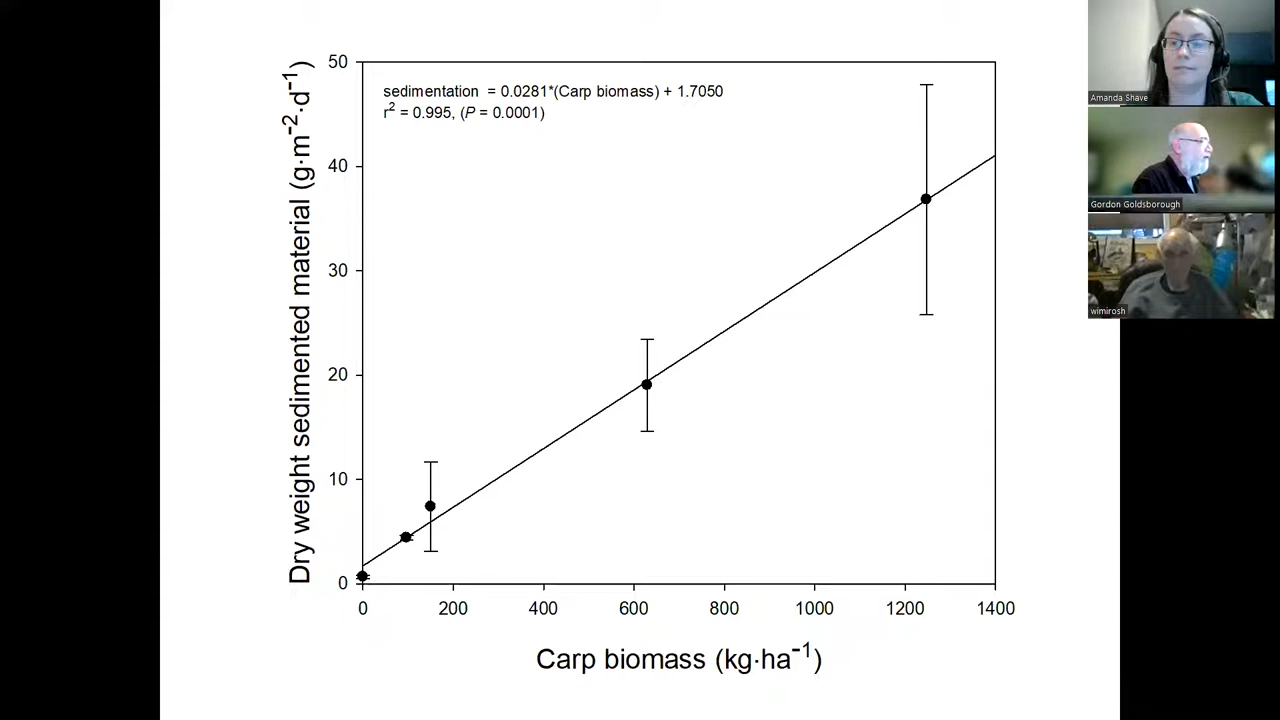 sedimentation = 0.0281*(Carp biomass) + 1.7050
r² = 0.995, (P = 0.0001)
Dry weight sedimented material (g·m⁻²·d⁻¹)
50
40
30
20
10
0
0 200 400 600 800 1000 1200 1400
Carp biomass (kg·ha⁻¹)
Amanda Shave
Gordon Goldsborough
wimirosh